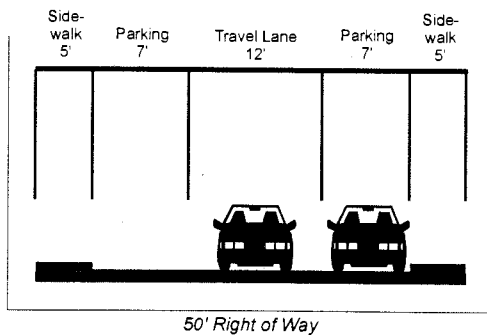 Side-
walk
5'
Parking
7'
Travel Lane
12'
Parking
7'
Side-
walk
5'
50' Right of Way